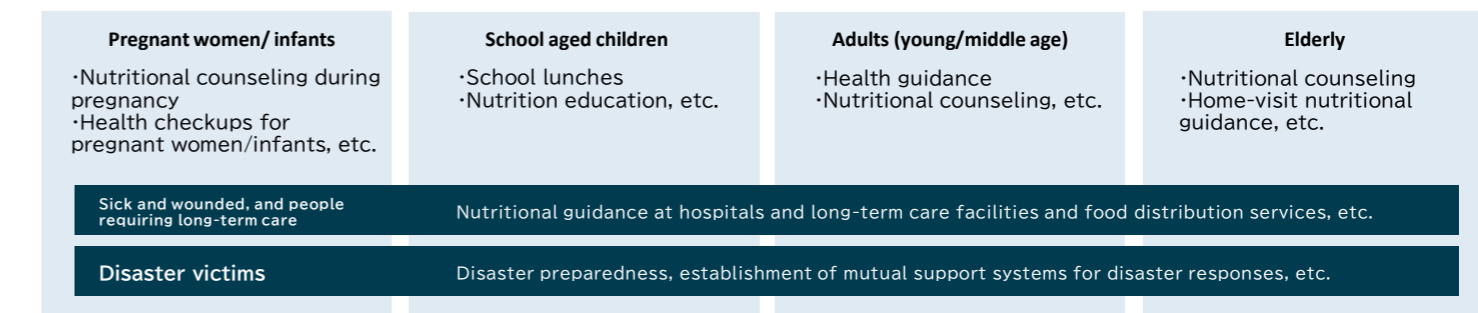 Pregnant women/ infants
・Nutritional counseling during
pregnancy
・Health checkups for
pregnant women/infants, etc.
School aged children
・School lunches
・Nutrition education, etc.
Adults (young/middle age)
・Health guidance
・Nutritional counseling, etc.
Elderly
・Nutritional counseling
・Home-visit nutritional
guidance, etc.
Sick and wounded, and people
requiring long-term care
Nutritional guidance at hospitals and long-term care facilities and food distribution services, etc.
Disaster victims
Disaster preparedness, establishment of mutual support systems for disaster responses, etc.